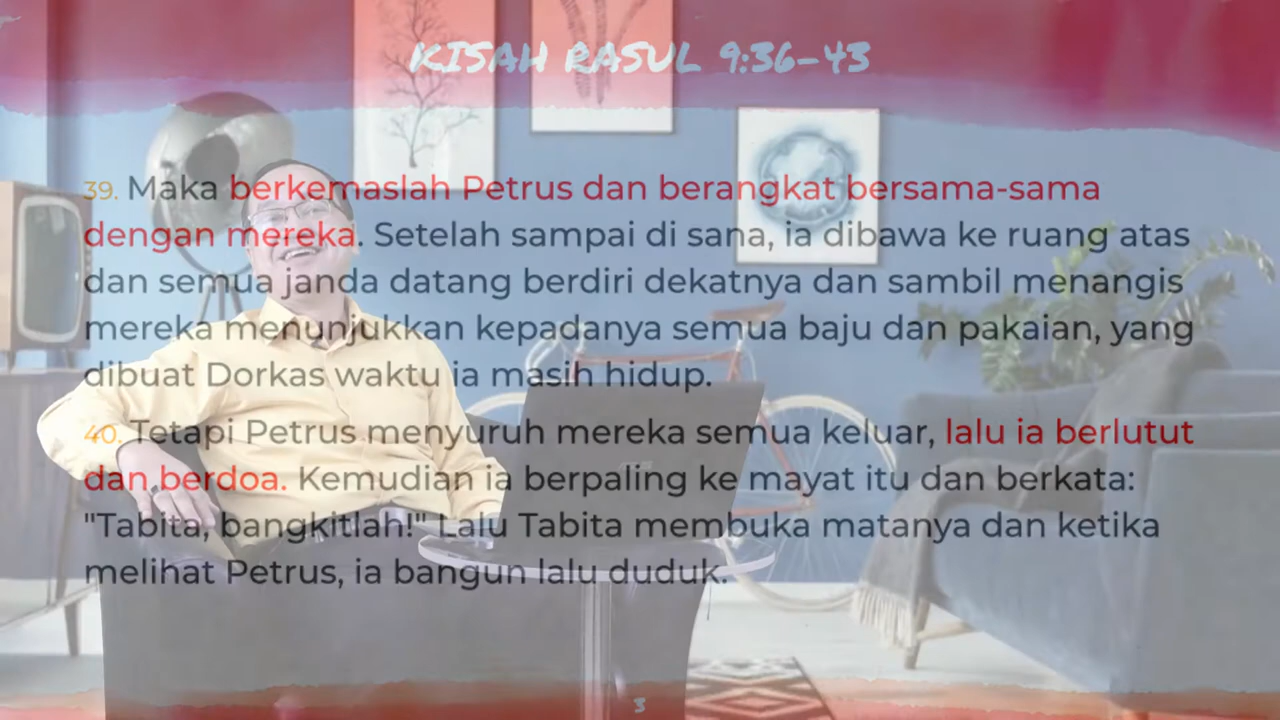 KISAH RASUL 9:36-43
39. Maka berkemaslah Petrus dan berangkat bersama-sama
dengan mereka. Setelah sampai di sana, ia dibawa ke ruang atas
dan semua janda datang berdiri dekatnya dan sambil menangis
mereka menunjukkan kepadanya semua baju dan pakaian, yang
dibuat Dorkas waktu ia masih hidup.
40. Tetapi Petrus menyuruh mereka semua keluar, lalu ia berlutut
dan berdoa. Kemudian ia berpaling ke mayat itu dan berkata:
"Tabita, bangkitlah!" Lalu Tabita membuka matanya dan ketika
melihat Petrus, ia bangun lalu duduk.
3